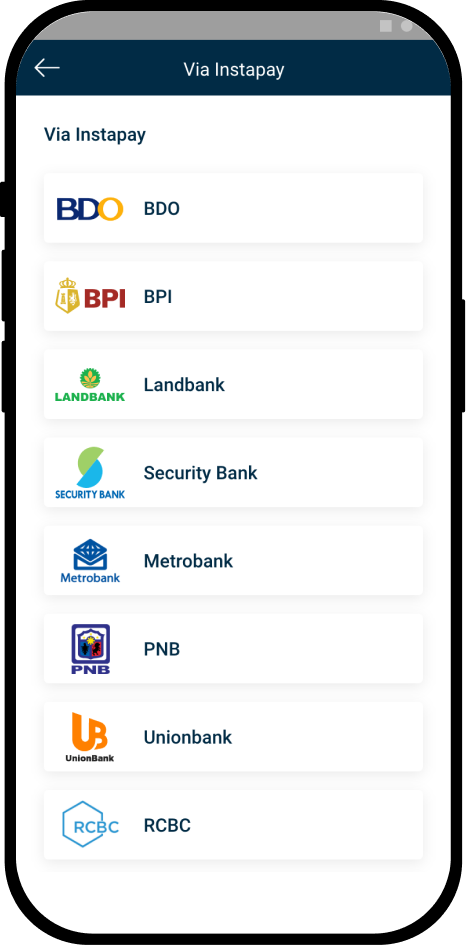 Via Instapay
Via Instapay
BDO BDO
BPI BPI
LANDBANK Landbank
SECURITY BANK Security Bank
Metrobank Metrobank
PNB PNB
UB
UnionBank Unionbank
RCBC RCBC